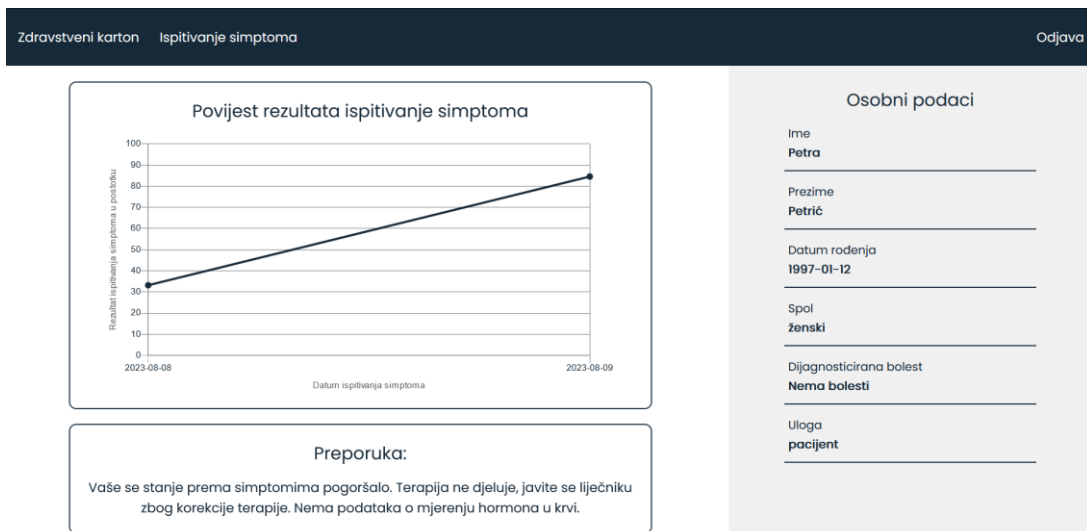 Zdravstveni karton Ispitivanje simptoma Odjava
Povijest rezultata ispitivanje simptoma
Rezultat ispitivanja simptoma u postotku
100
90
80
70
60
50
40
30
20
10
0
2023-08-08 2023-08-09
Datum ispitivanja simptoma
Preporuka:
Vaše se stanje prema simptomima pogoršalo. Terapija ne djeluje, javite se liječniku
zbog korekcije terapije. Nema podataka o mjerenju hormona u krvi.
Osobni podaci
Ime
Petra
Prezime
Petrić
Datum rođenja
1997-01-12
Spol
ženski
Dijagnosticirana bolest
Nema bolesti
Uloga
pacijent